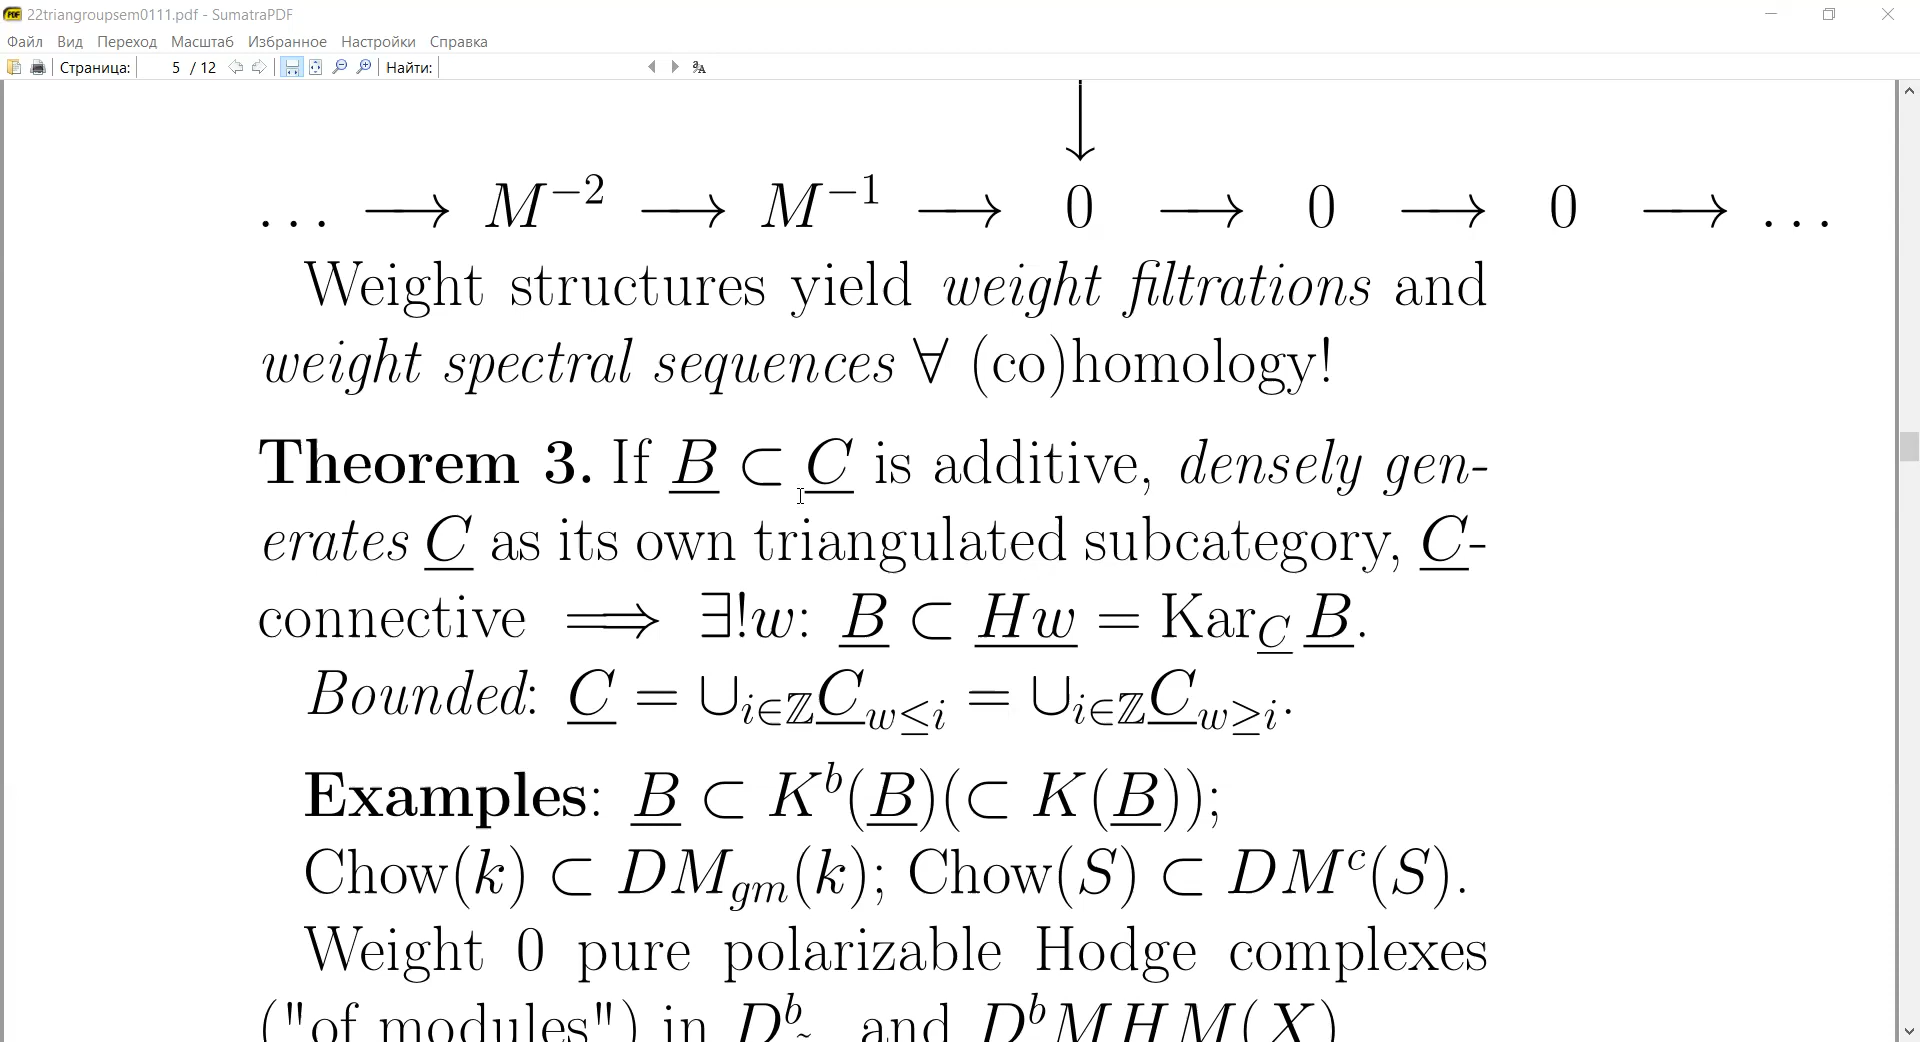 22triangroupsem0111.pdf - SumatraPDF
Файл Вид Переход Масштаб Избранное Настройки Справка
Страница: 5 / 12 Найти:
... → M⁻² → M⁻¹ → 0 → 0 → 0 → ...
Weight structures yield weight filtrations and
weight spectral sequences ∀ (co)homology!
Theorem 3. If B ⊂ C is additive, densely gen-
erates C as its own triangulated subcategory, C-
connective ⟹ ∃!w: B ⊂ Hw = Kar_C B.
Bounded: C = ∪_{i∈ℤ}C_{w≤i} = ∪_{i∈ℤ}C_{w≥i}.
Examples: B ⊂ K^b(B)(⊂ K(B));
Chow(k) ⊂ DM_{gm}(k); Chow(S) ⊂ DM^c(S).
Weight 0 pure polarizable Hodge complexes
("of modules") in D^b and D^bMHM(X)